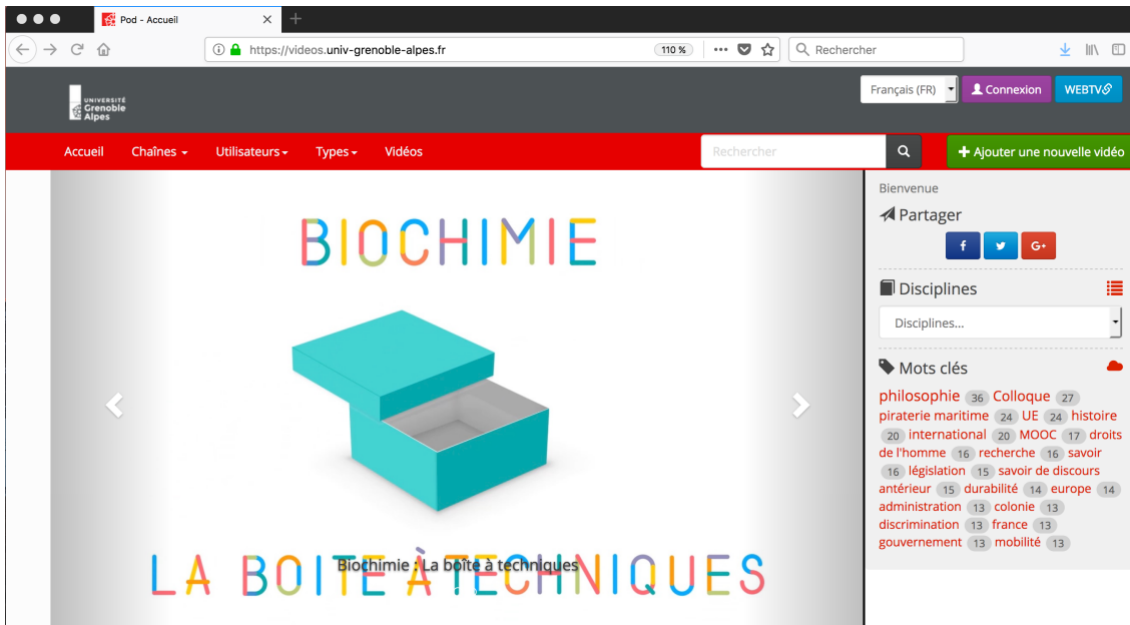 Pod - Accueil
https://videos.univ-grenoble-alpes.fr
110 %
Rechercher
UNIVERSITÉ
Grenoble
Alpes
Français (FR)
Connexion
WEBTV
Accueil
Chaînes
Utilisateurs
Types
Vidéos
Rechercher
Ajouter une nouvelle vidéo
BIOCHIMIE
LA BOITE À TECHNIQUES
Biochimie : La boîte à techniques
Bienvenue
Partager
f
G+
Disciplines
Disciplines...
Mots clés
philosophie 36 Colloque 27
piraterie maritime 24 UE 24 histoire
20 international 20 MOOC 17 droits
de l'homme 16 recherche 16 savoir
16 législation 15 savoir de discours
antérieur 15 durabilité 14 europe 14
administration 13 colonie 13
discrimination 13 france 13
gouvernement 13 mobilité 13